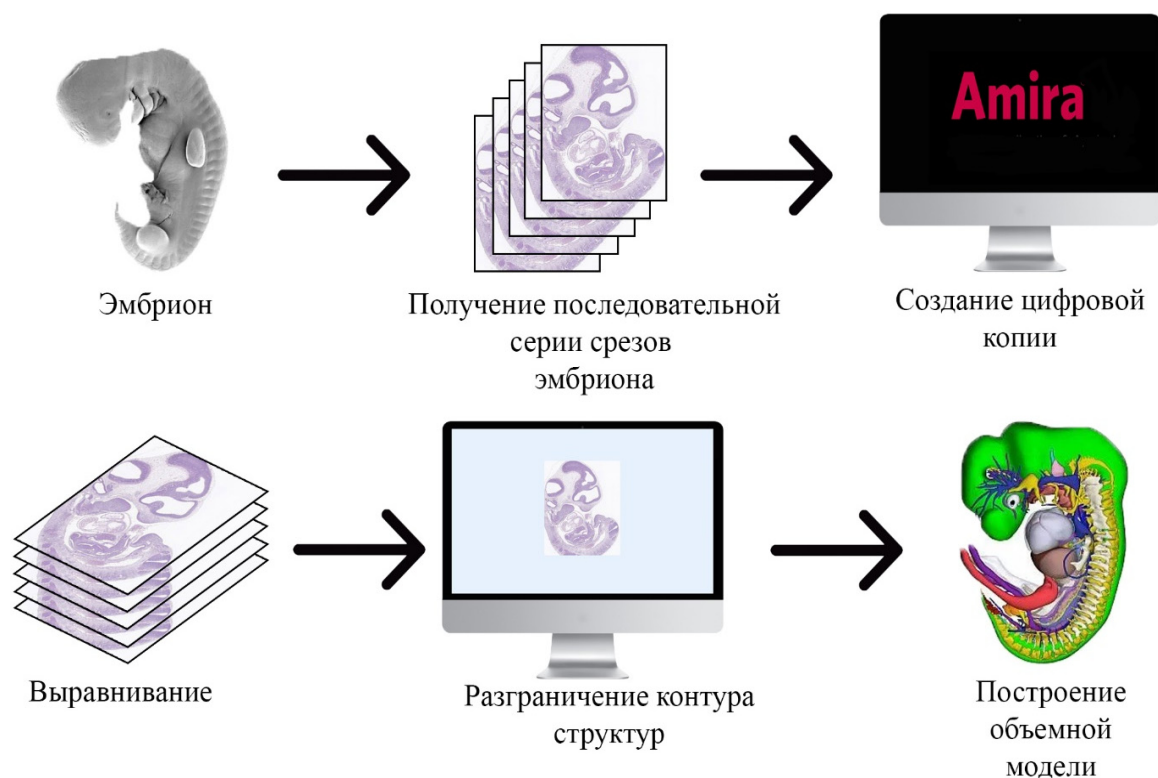 Amira
Эмбрион
Получение последовательной
серии срезов
эмбриона
Создание цифровой
копии
Выравнивание
Разграничение контура
структур
Построение
объемной
модели